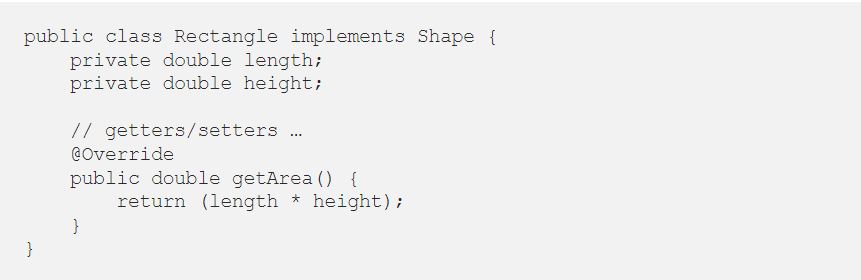 public class Rectangle implements Shape {
    private double length;
    private double height;

    // getters/setters …
    @Override
    public double getArea() {
        return (length * height);
    }
}